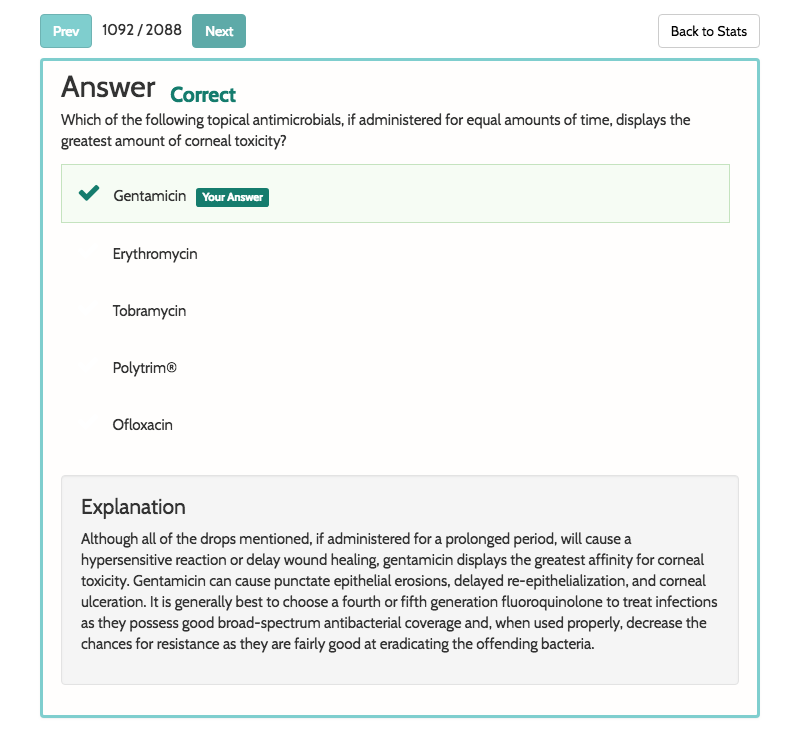 Prev 1092 / 2088 Next Back to Stats
Answer Correct
Which of the following topical antimicrobials, if administered for equal amounts of time, displays the
greatest amount of corneal toxicity?
Gentamicin Your Answer
Erythromycin
Tobramycin
Polytrim®
Ofloxacin
Explanation
Although all of the drops mentioned, if administered for a prolonged period, will cause a
hypersensitive reaction or delay wound healing, gentamicin displays the greatest affinity for corneal
toxicity. Gentamicin can cause punctate epithelial erosions, delayed re-epithelialization, and corneal
ulceration. It is generally best to choose a fourth or fifth generation fluoroquinolone to treat infections
as they possess good broad-spectrum antibacterial coverage and, when used properly, decrease the
chances for resistance as they are fairly good at eradicating the offending bacteria.